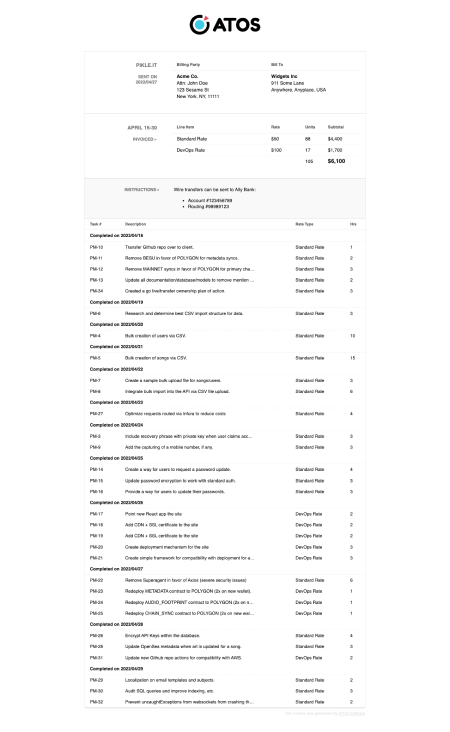 ATOS
PIKLE.IT
Billing Party
Bill To
SENT ON
2022/04/27
Acme Co.
Attn: John Doe
123 Sesame St
New York, NY, 11111
Widgets Inc
911 Some Lane
Anywhere, Anyplace, USA
APRIL 15-30
Line Item Rate Units Subtotal
INVOICED
Standard Rate $50 88 $4,400
DevOps Rate $100 17 $1,700
105 $6,100
INSTRUCTIONS
Wire transfers can be sent to Ally Bank:
• Account #123456789
• Routing #98989123
Task # Description Rate Type Hrs
Completed on 2022/04/16
PM-10 Transfer Github repo over to client. Standard Rate 1
PM-11 Remove BESU in favor of POLYGON for metadata syncs. Standard Rate 2
PM-12 Remove MAINNET syncs in favor of POLYGON for primary cha... Standard Rate 3
PM-13 Update all documentation/database/models to remove mention ... Standard Rate 2
PM-34 Created a go live/transfer ownership plan of action. Standard Rate 3
Completed on 2022/04/19
PM-6 Research and determine best CSV import structure for data. Standard Rate 3
Completed on 2022/04/20
PM-4 Bulk creation of users via CSV. Standard Rate 10
Completed on 2022/04/21
PM-5 Bulk creation of songs via CSV. Standard Rate 15
Completed on 2022/04/22
PM-7 Create a sample bulk upload file for songs/users. Standard Rate 3
PM-8 Integrate bulk import into the API via CSV file upload. Standard Rate 6
Completed on 2022/04/23
PM-27 Optimize requests routed via Infura to reduce costs Standard Rate 4
Completed on 2022/04/24
PM-3 Include recovery phrase with private key when user claims acc... Standard Rate 3
PM-9 Add the capturing of a mobile number, if any. Standard Rate 3
Completed on 2022/04/25
PM-14 Create a way for users to request a password update. Standard Rate 4
PM-15 Update password encryption to work with standard auth. Standard Rate 3
PM-16 Provide a way for users to update their passwords. Standard Rate 3
Completed on 2022/04/26
PM-17 Point new React app the site DevOps Rate 2
PM-18 Add CDN + SSL certificate to the site DevOps Rate 2
PM-19 Add CDN + SSL certificate to the site DevOps Rate 2
PM-20 Create deployment mechanism for the site DevOps Rate 3
PM-21 Create simple framework for compatibility with deployment for a... DevOps Rate 3
Completed on 2022/04/27
PM-22 Remove Superagent in favor of Axios (severe security issues) Standard Rate 6
PM-23 Redeploy METADATA contract to POLYGON (2x on new wallet). DevOps Rate 1
PM-24 Redeploy AUDIO_FOOTPRINT contract to POLYGON (2x on n... DevOps Rate 1
PM-25 Redeploy CHAIN_SYNC contract to POLYGON (2x on new wal... DevOps Rate 1
Completed on 2022/04/28
PM-26 Encrypt API Keys within the database. Standard Rate 4
PM-28 Update OpenSea metadata when art is updated for a song. Standard Rate 3
PM-31 Update new Github repo actions for compatibility with AWS. DevOps Rate 2
Completed on 2022/04/29
PM-29 Localization on email templates and subjects. Standard Rate 2
PM-30 Audit SQL queries and improve indexing, etc. Standard Rate 3
PM-32 Prevent uncaughtExceptions from websockets from crashing th... Standard Rate 2